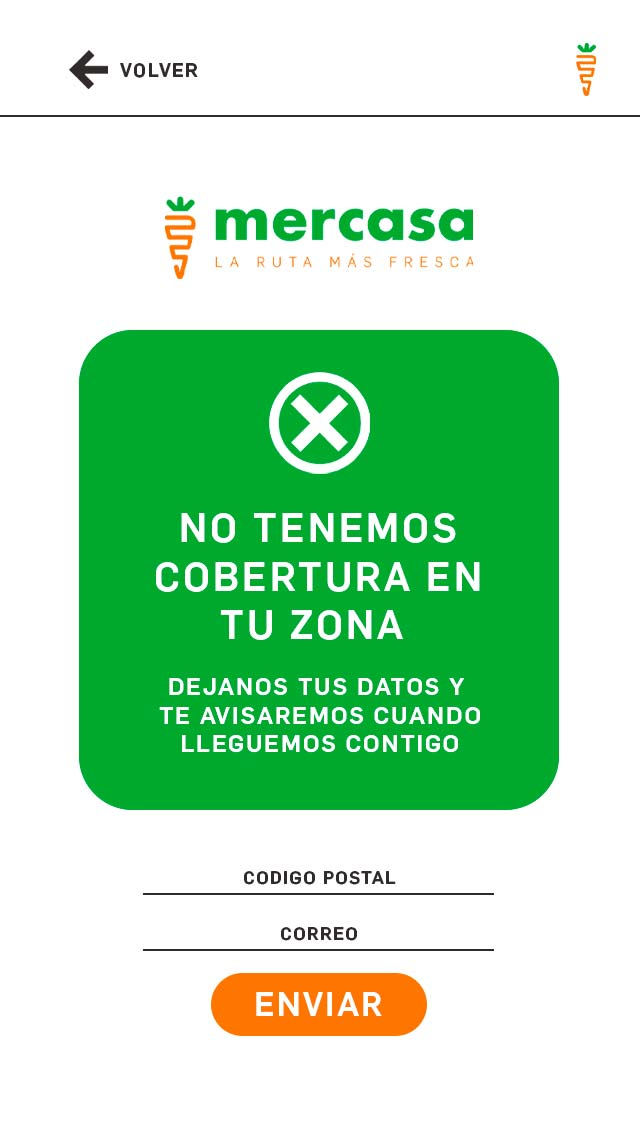 VOLVER
mercasa
LA RUTA MÁS FRESCA
NO TENEMOS
COBERTURA EN
TU ZONA
DEJANOS TUS DATOS Y
TE AVISAREMOS CUANDO
LLEGUEMOS CONTIGO
CODIGO POSTAL
CORREO
ENVIAR